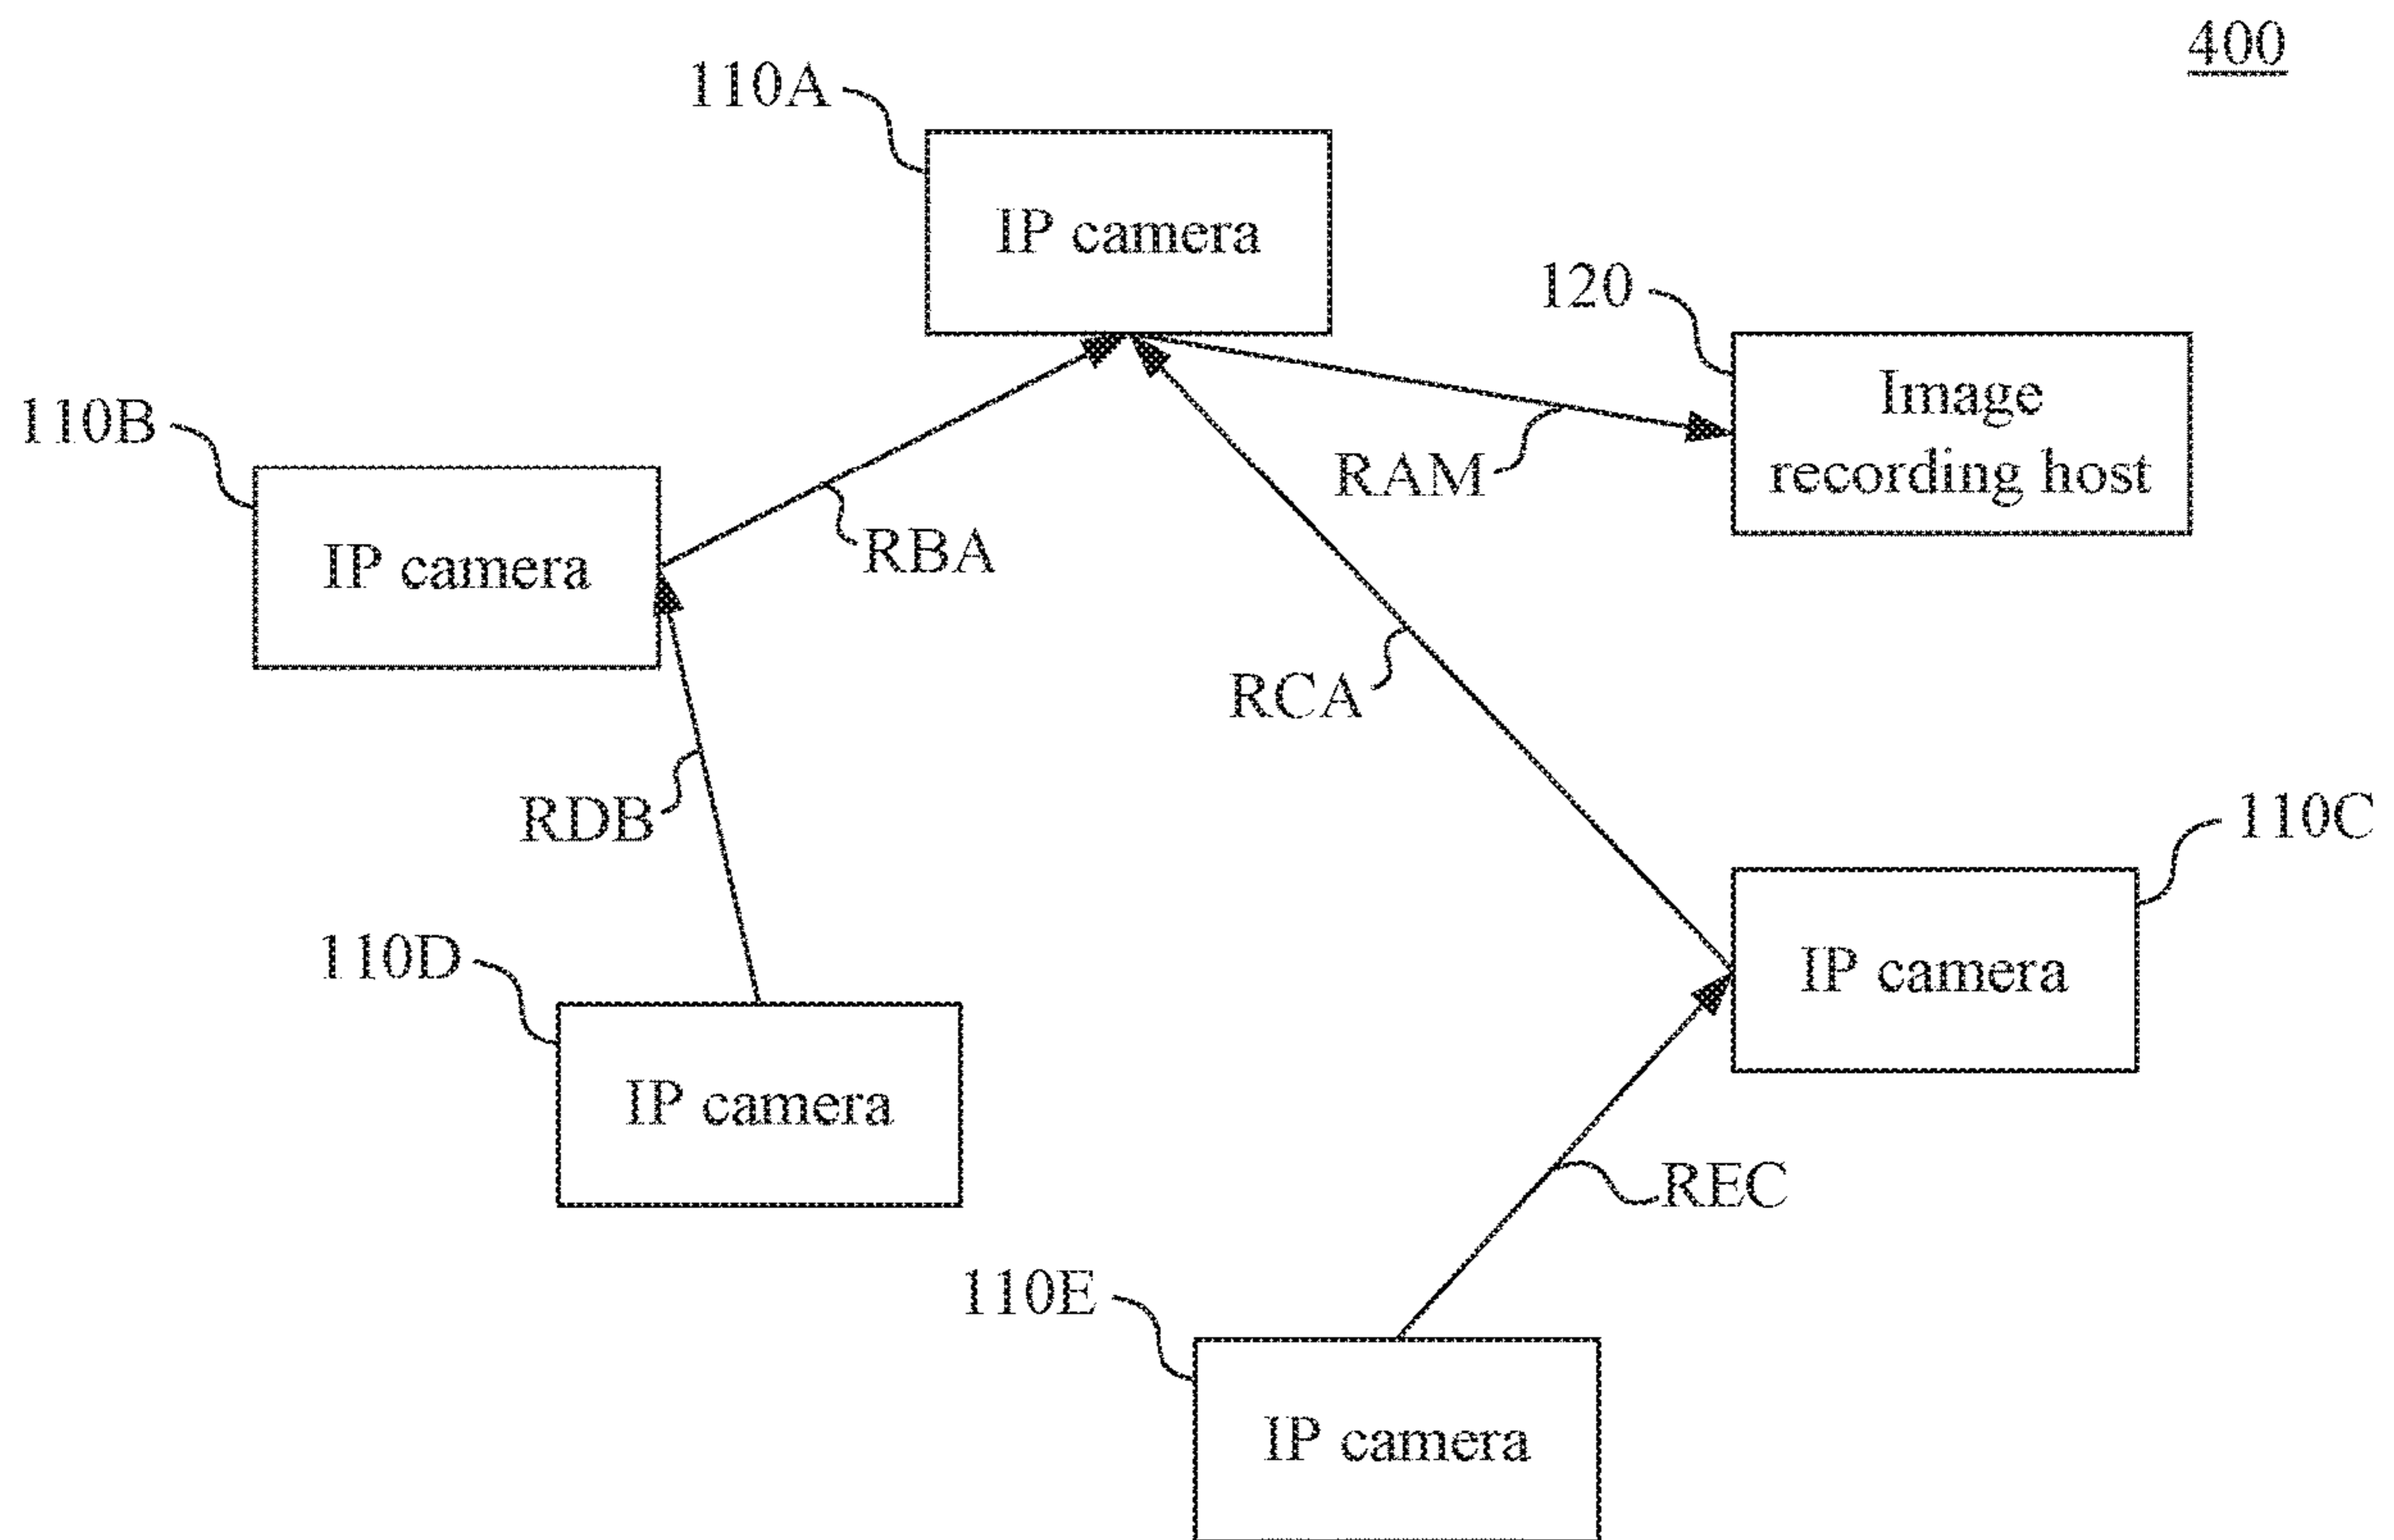 400
110A
IP camera
120
Image
recording host
RAM
110B
IP camera
RBA
RCA
RDB
110C
IP camera
110D
IP camera
REC
110E
IP camera